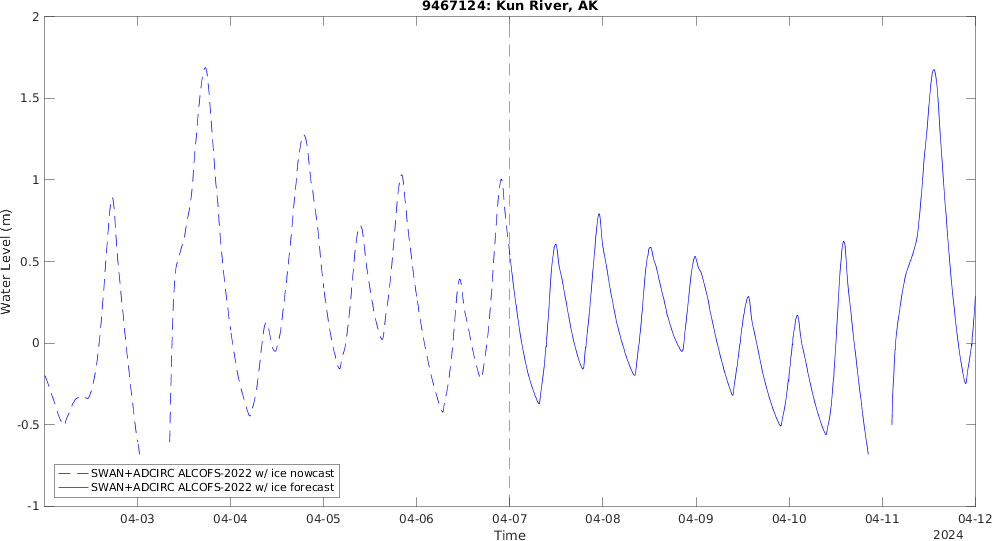 9467124: Kun River, AK
Water Level (m)
2
1.5
1
0.5
0
-0.5
-1
SWAN+ADCIRC ALCOFS-2022 w/ ice nowcast
SWAN+ADCIRC ALCOFS-2022 w/ ice forecast
04-03 04-04 04-05 04-06 04-07 04-08 04-09 04-10 04-11 04-12
Time
2024